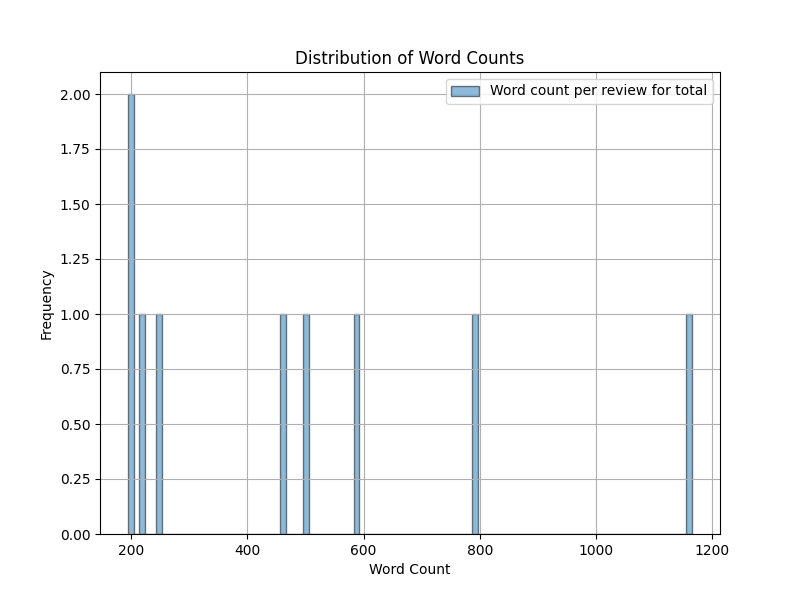 Distribution of Word Counts
Word count per review for total
2.00
1.75
1.50
1.25
1.00
0.75
0.50
0.25
0.00
Frequency
200 400 600 800 1000 1200
Word Count